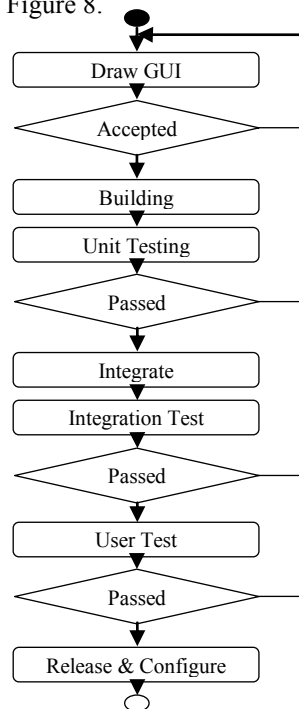 Figure 8.
Draw GUI
Accepted
Building
Unit Testing
Passed
Integrate
Integration Test
Passed
User Test
Passed
Release & Configure